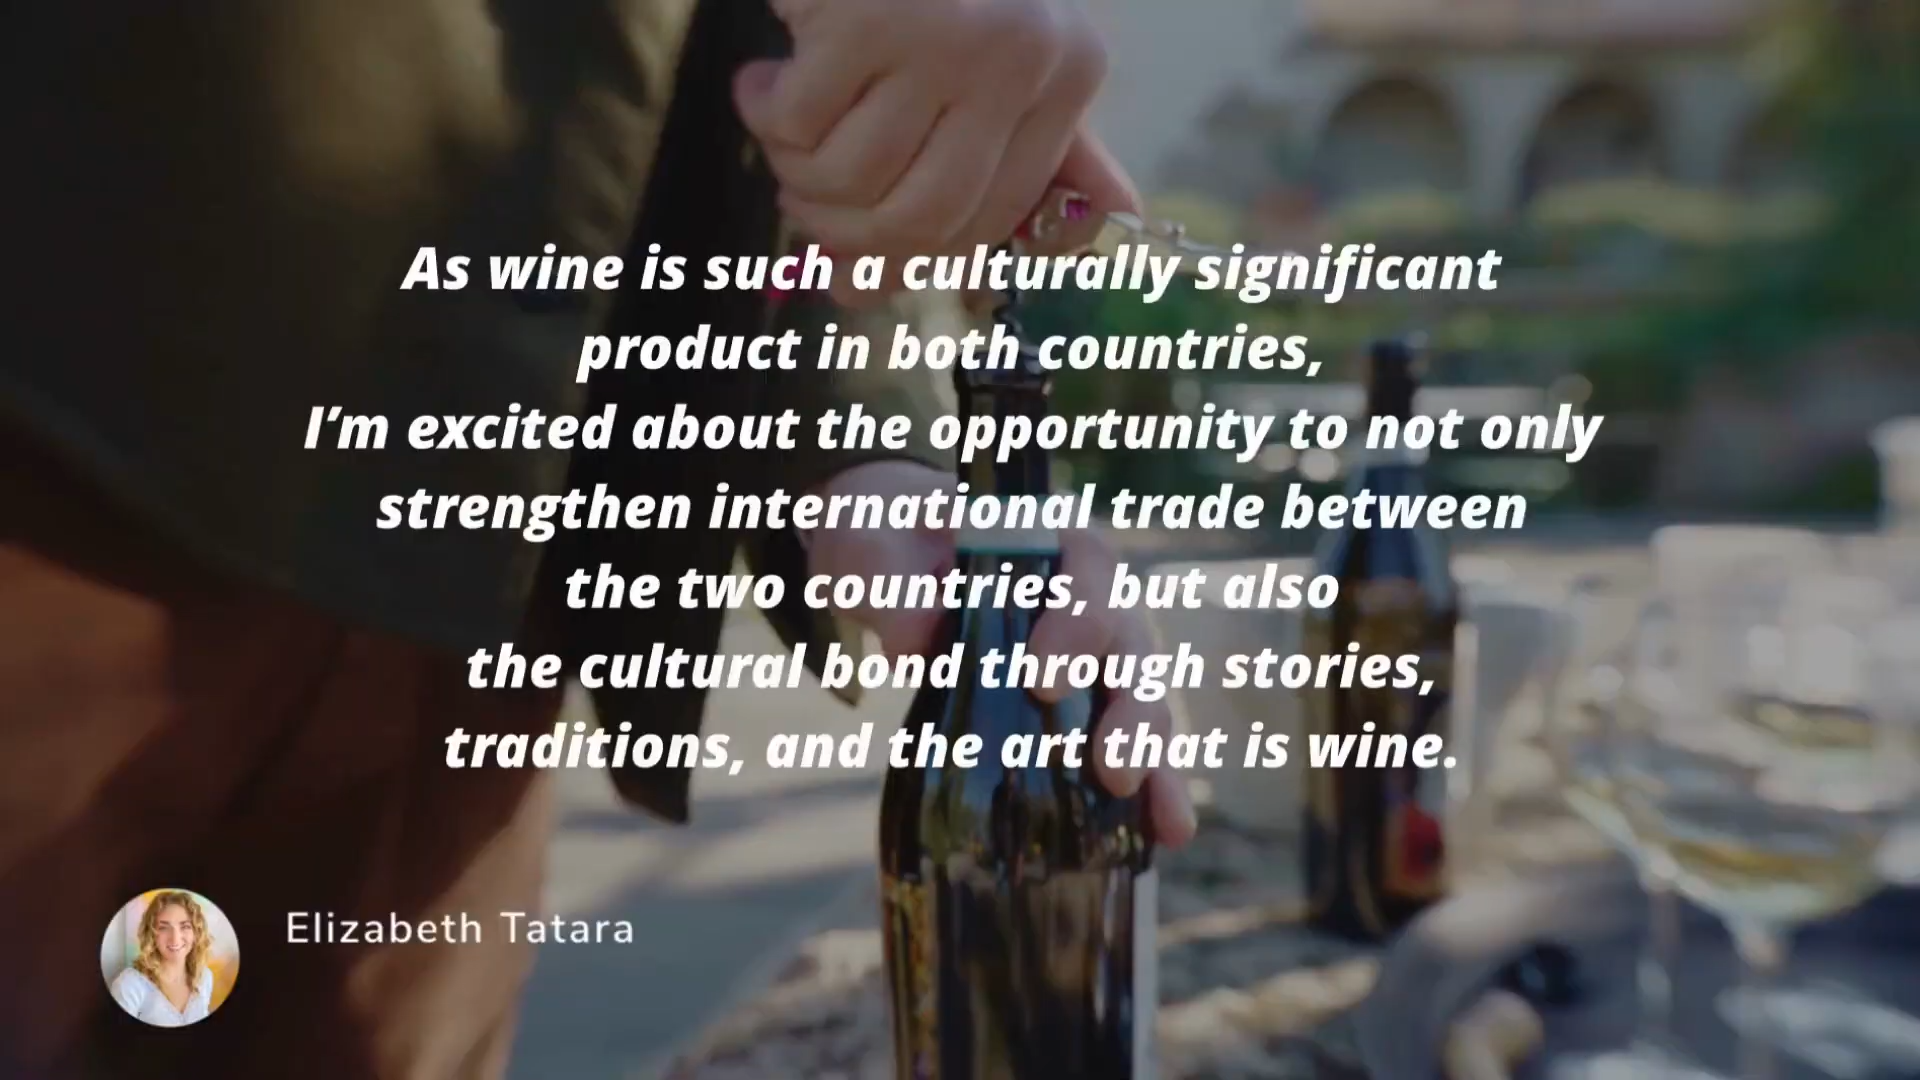 As wine is such a culturally significant
product in both countries,
I’m excited about the opportunity to not only
strengthen international trade between
the two countries, but also
the cultural bond through stories,
traditions, and the art that is wine.
Elizabeth Tatara